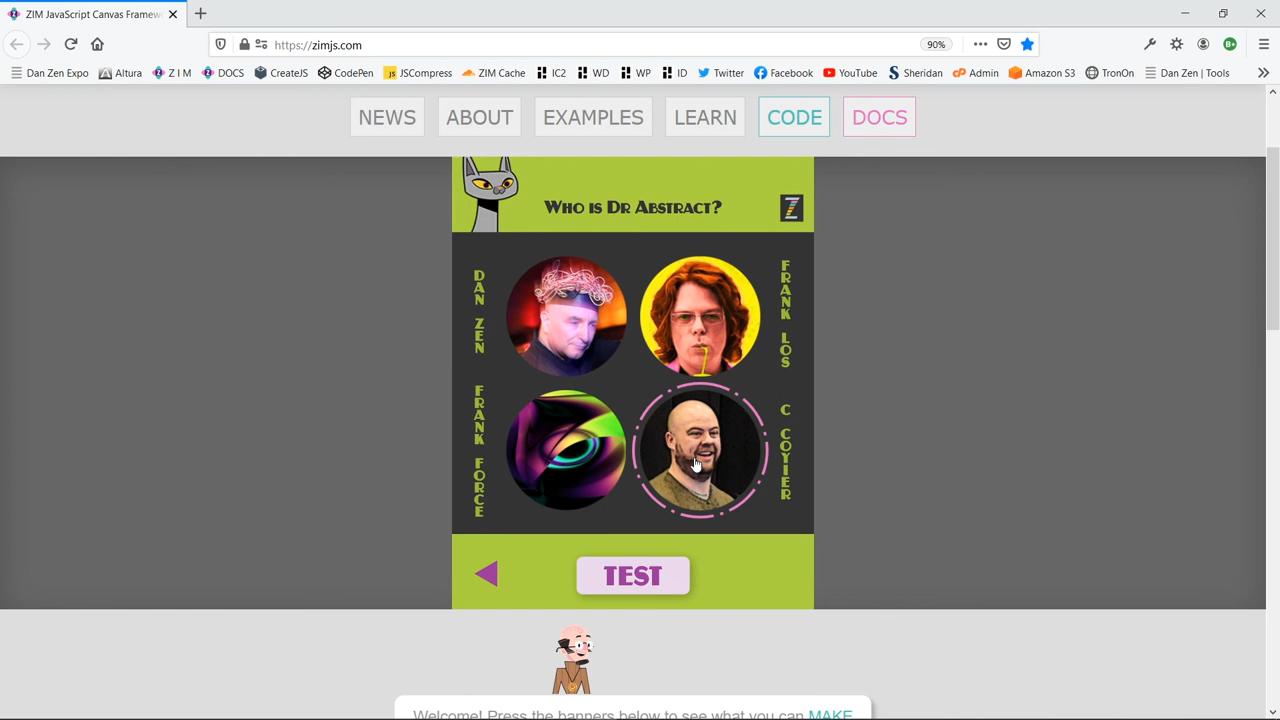 ZIM JavaScript Canvas Framew
https://zimjs.com
90%
Dan Zen Expo
Altura
Z I M
DOCS
CreateJS
CodePen
JSCompress
ZIM Cache
IC2
WD
WP
ID
Twitter
Facebook
YouTube
Sheridan
Admin
Amazon S3
TronOn
Dan Zen | Tools
NEWS
ABOUT
EXAMPLES
LEARN
CODE
DOCS
Who is Dr Abstract?
Z
DAN ZEN
FRANK LOS
FRANK FORCE
C COYIER
TEST
Welcome! Press the banners below to see what you can MAKE